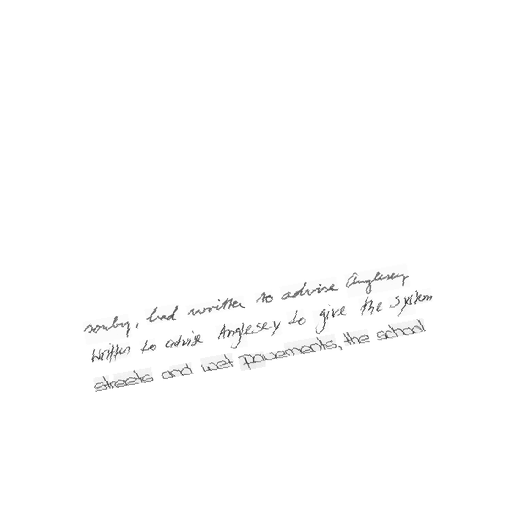 had written to advise Anglesey
written to advise Anglesey to give the system
streets and wet pavements, the school